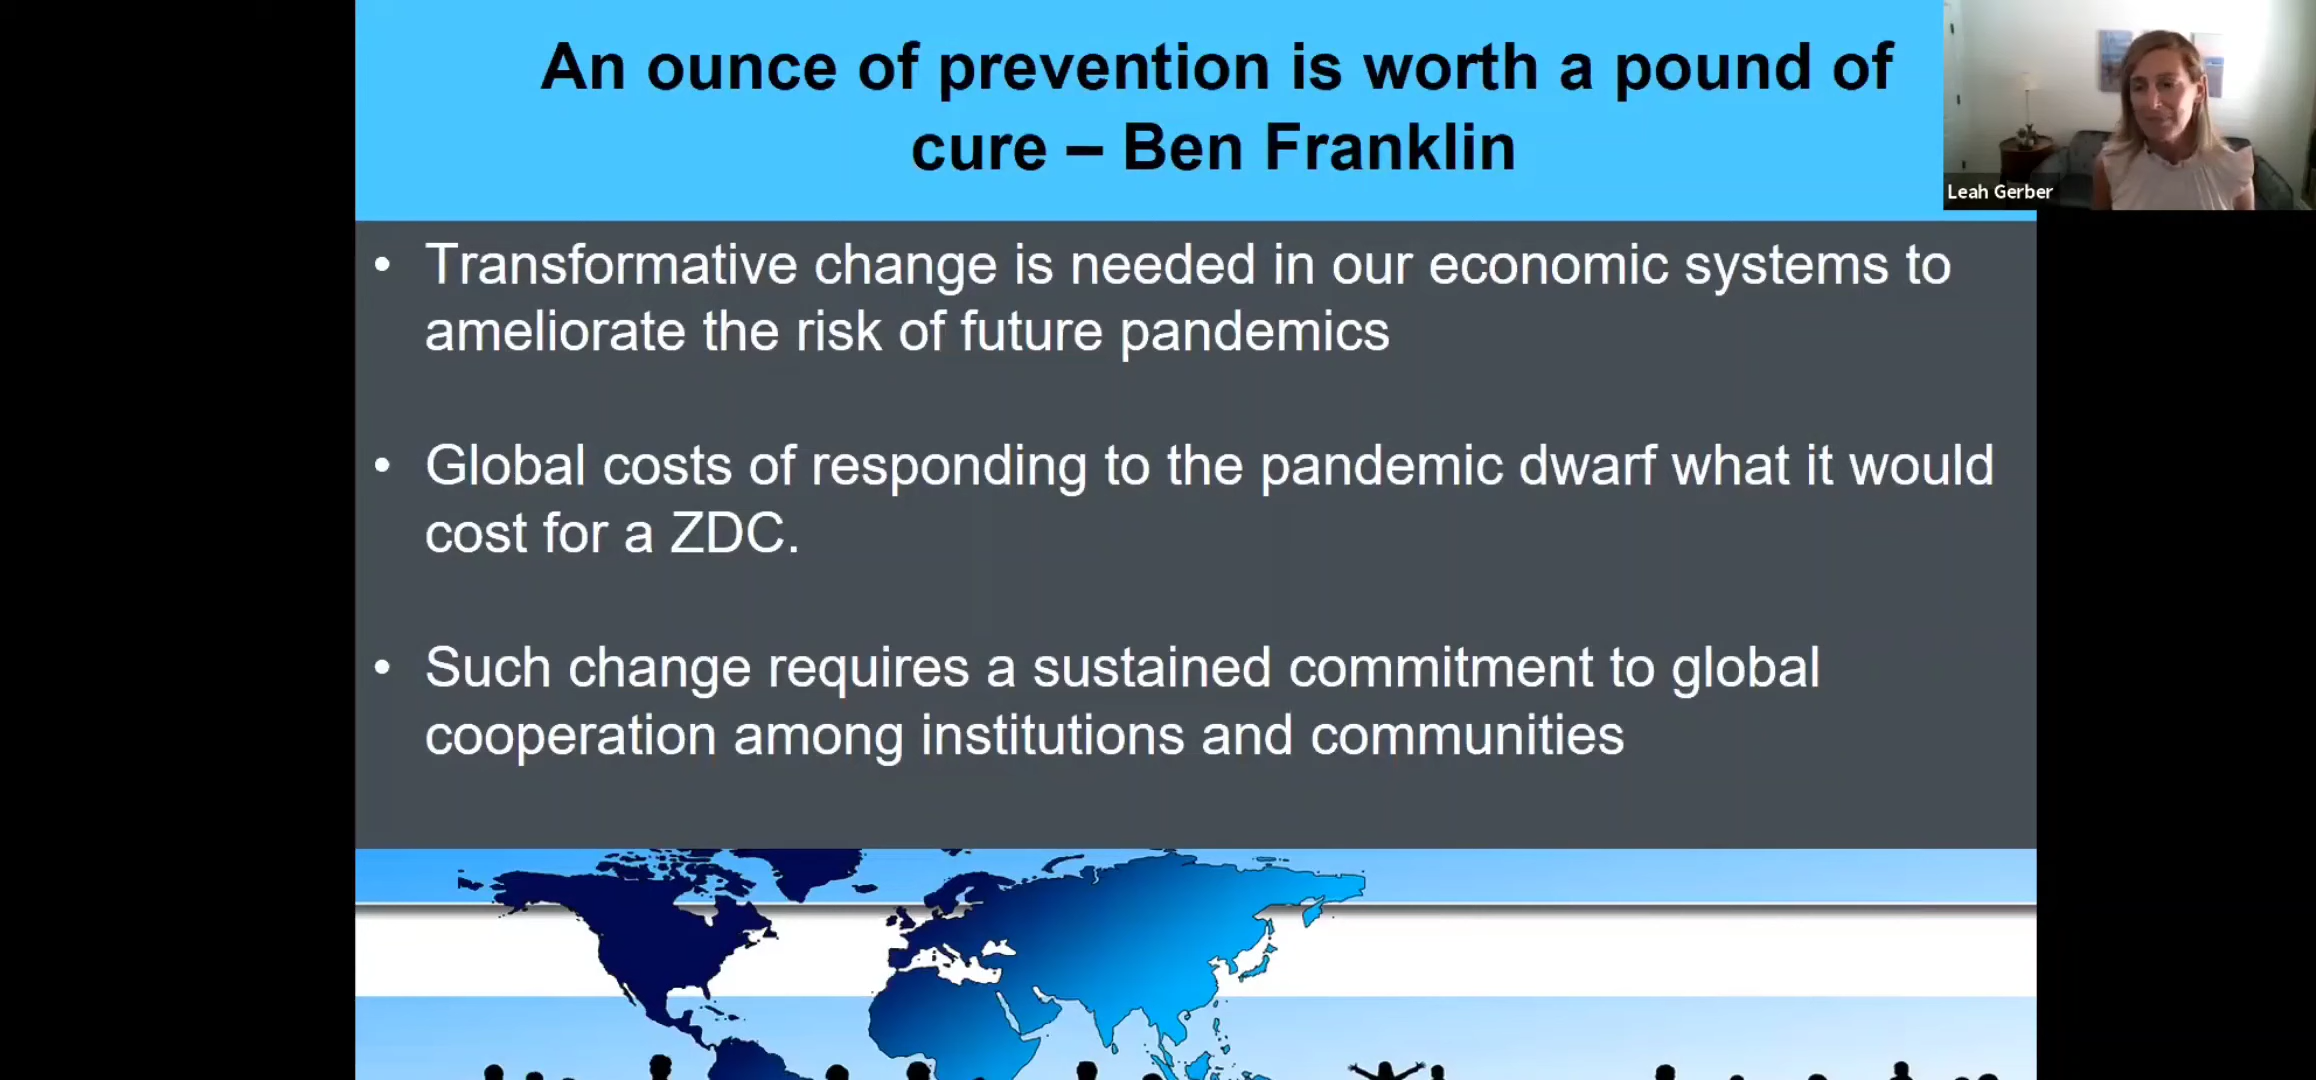 An ounce of prevention is worth a pound of
cure – Ben Franklin
Leah Gerber
• Transformative change is needed in our economic systems to
ameliorate the risk of future pandemics
• Global costs of responding to the pandemic dwarf what it would
cost for a ZDC.
• Such change requires a sustained commitment to global
cooperation among institutions and communities